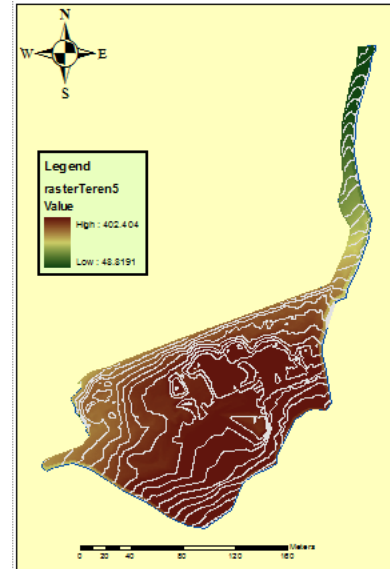 N
W E
S
Legend
rasterTeren5
Value
High : 402.404
Low : 48.8191
0 20 40 80 120 160
Meters